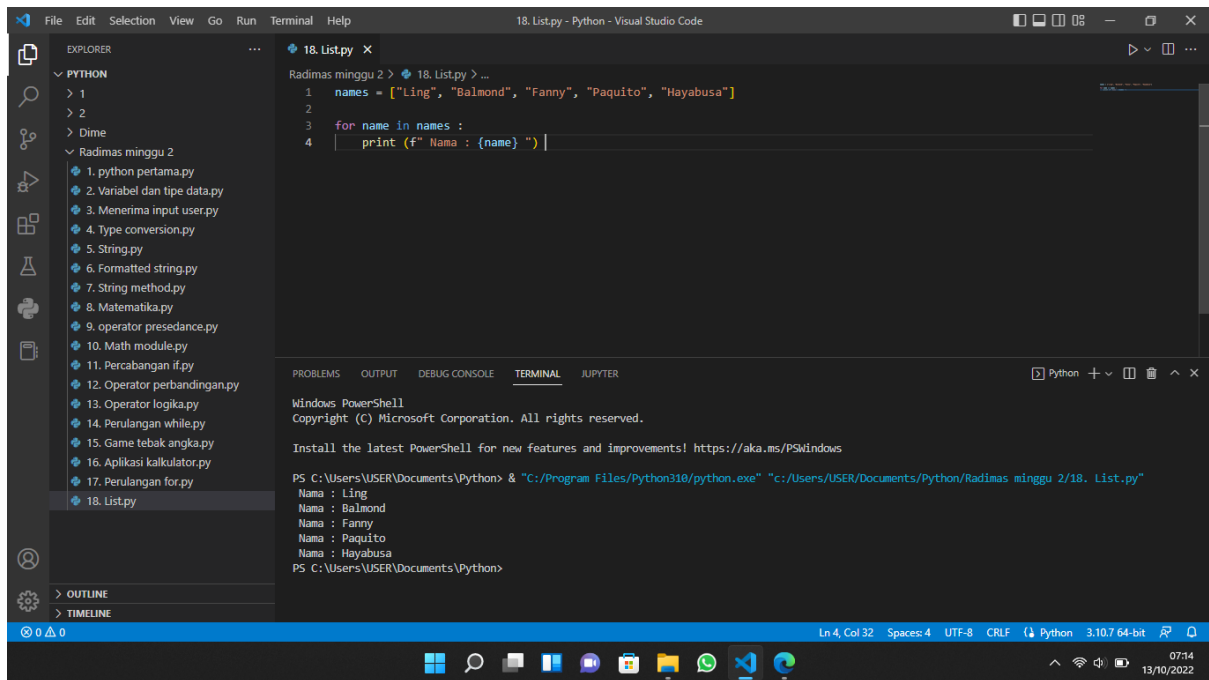 File Edit Selection View Go Run Terminal Help
18. List.py - Python - Visual Studio Code
EXPLORER
PYTHON
1
2
Dime
Radimas minggu 2
1. python pertama.py
2. Variabel dan tipe data.py
3. Menerima input user.py
4. Type conversion.py
5. String.py
6. Formatted string.py
7. String method.py
8. Matematika.py
9. operator presedance.py
10. Math module.py
11. Percabangan if.py
12. Operator perbandingan.py
13. Operator logika.py
14. Perulangan while.py
15. Game tebak angka.py
16. Aplikasi kalkulator.py
17. Perulangan for.py
18. List.py
OUTLINE
TIMELINE
18. List.py
Radimas minggu 2 > 18. List.py > ...
1 names = ["Ling", "Balmond", "Fanny", "Paquito", "Hayabusa"]
2
3 for name in names :
4 print (f" Nama : {name} ")
PROBLEMS OUTPUT DEBUG CONSOLE TERMINAL JUPYTER
Python
Windows PowerShell
Copyright (C) Microsoft Corporation. All rights reserved.
Install the latest PowerShell for new features and improvements! https://aka.ms/PSWindows
PS C:\Users\USER\Documents\Python> & "C:/Program Files/Python310/python.exe" "c:/Users/USER/Documents/Python/Radimas minggu 2/18. List.py"
Nama : Ling
Nama : Balmond
Nama : Fanny
Nama : Paquito
Nama : Hayabusa
PS C:\Users\USER\Documents\Python>
0 0
Ln 4, Col 32 Spaces: 4 UTF-8 CRLF Python 3.10.7 64-bit
07:14
13/10/2022